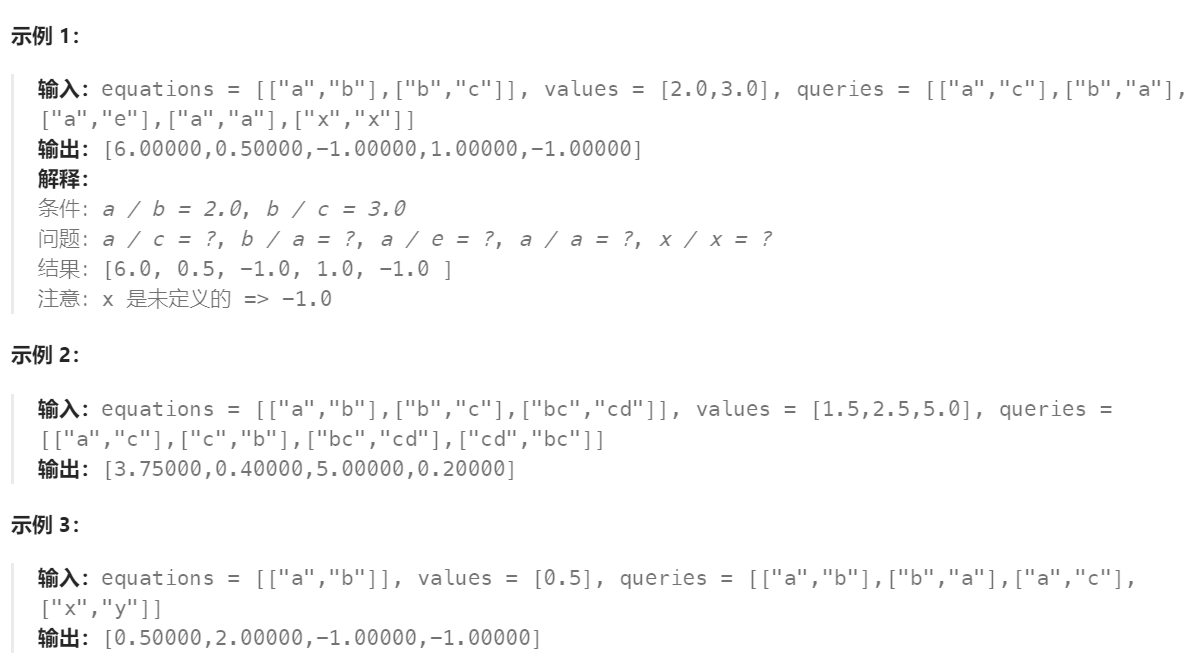 示例 1：
输入：equations = [["a","b"],["b","c"]], values = [2.0,3.0], queries = [["a","c"],["b","a"],
["a","e"],["a","a"],["x","x"]]
输出：[6.00000,0.50000,-1.00000,1.00000,-1.00000]
解释：
条件：a / b = 2.0, b / c = 3.0
问题：a / c = ?, b / a = ?, a / e = ?, a / a = ?, x / x = ?
结果：[6.0, 0.5, -1.0, 1.0, -1.0 ]
注意：x 是未定义的 => -1.0
示例 2：
输入：equations = [["a","b"],["b","c"],["bc","cd"]], values = [1.5,2.5,5.0], queries =
[["a","c"],["c","b"],["bc","cd"],["cd","bc"]]
输出：[3.75000,0.40000,5.00000,0.20000]
示例 3：
输入：equations = [["a","b"]], values = [0.5], queries = [["a","b"],["b","a"],["a","c"],
["x","y"]]
输出：[0.50000,2.00000,-1.00000,-1.00000]